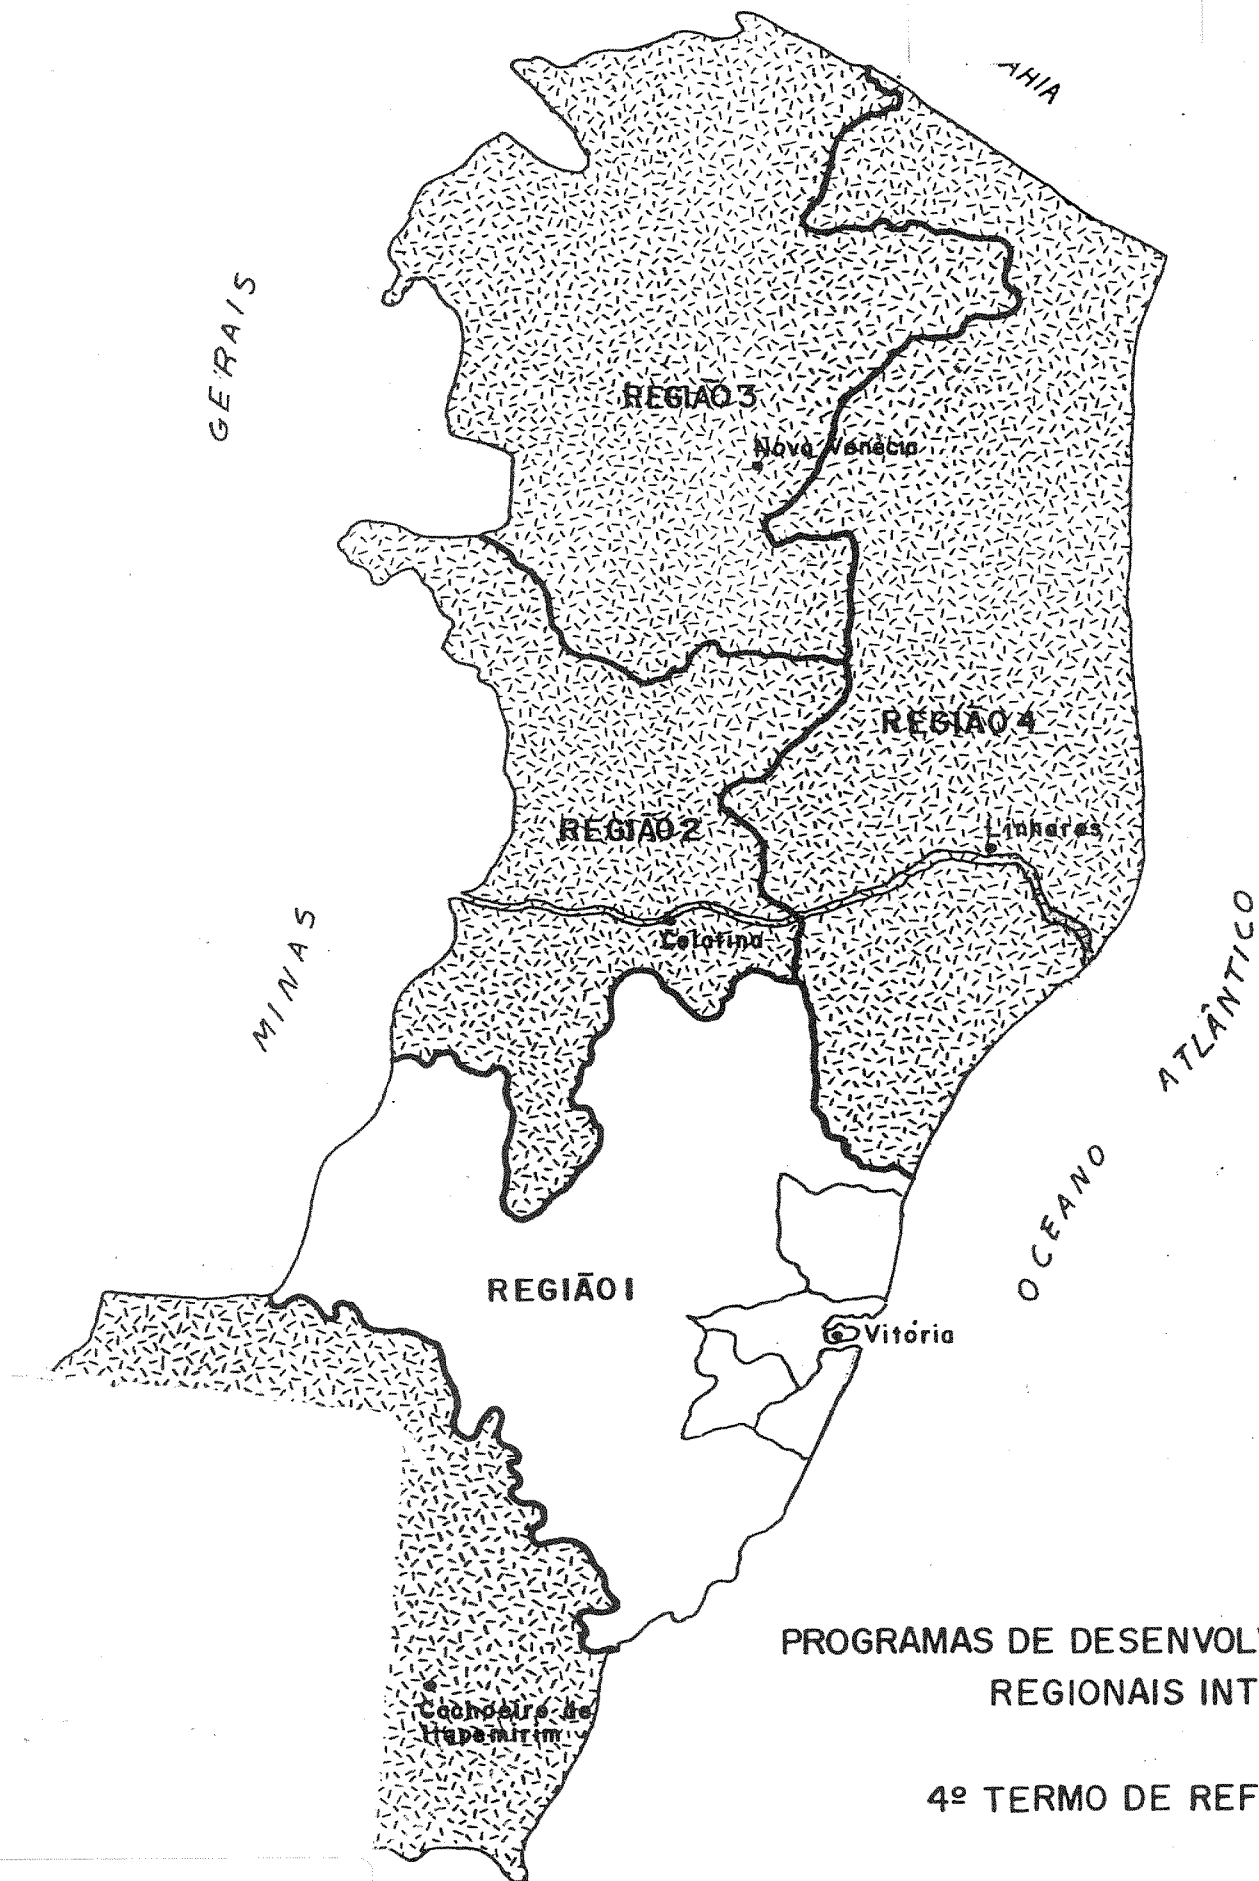 AHIA
GERAIS
REGIÃO 3
Nova Venécia
REGIÃO 4
REGIÃO 2
Linhares
Colatina
MINAS
ATLÂNTICO
OCEANO
REGIÃO 1
Vitória
PROGRAMAS DE DESENVOL
REGIONAIS INT
Cachoeiro de
Itapemirim
4º TERMO DE REF